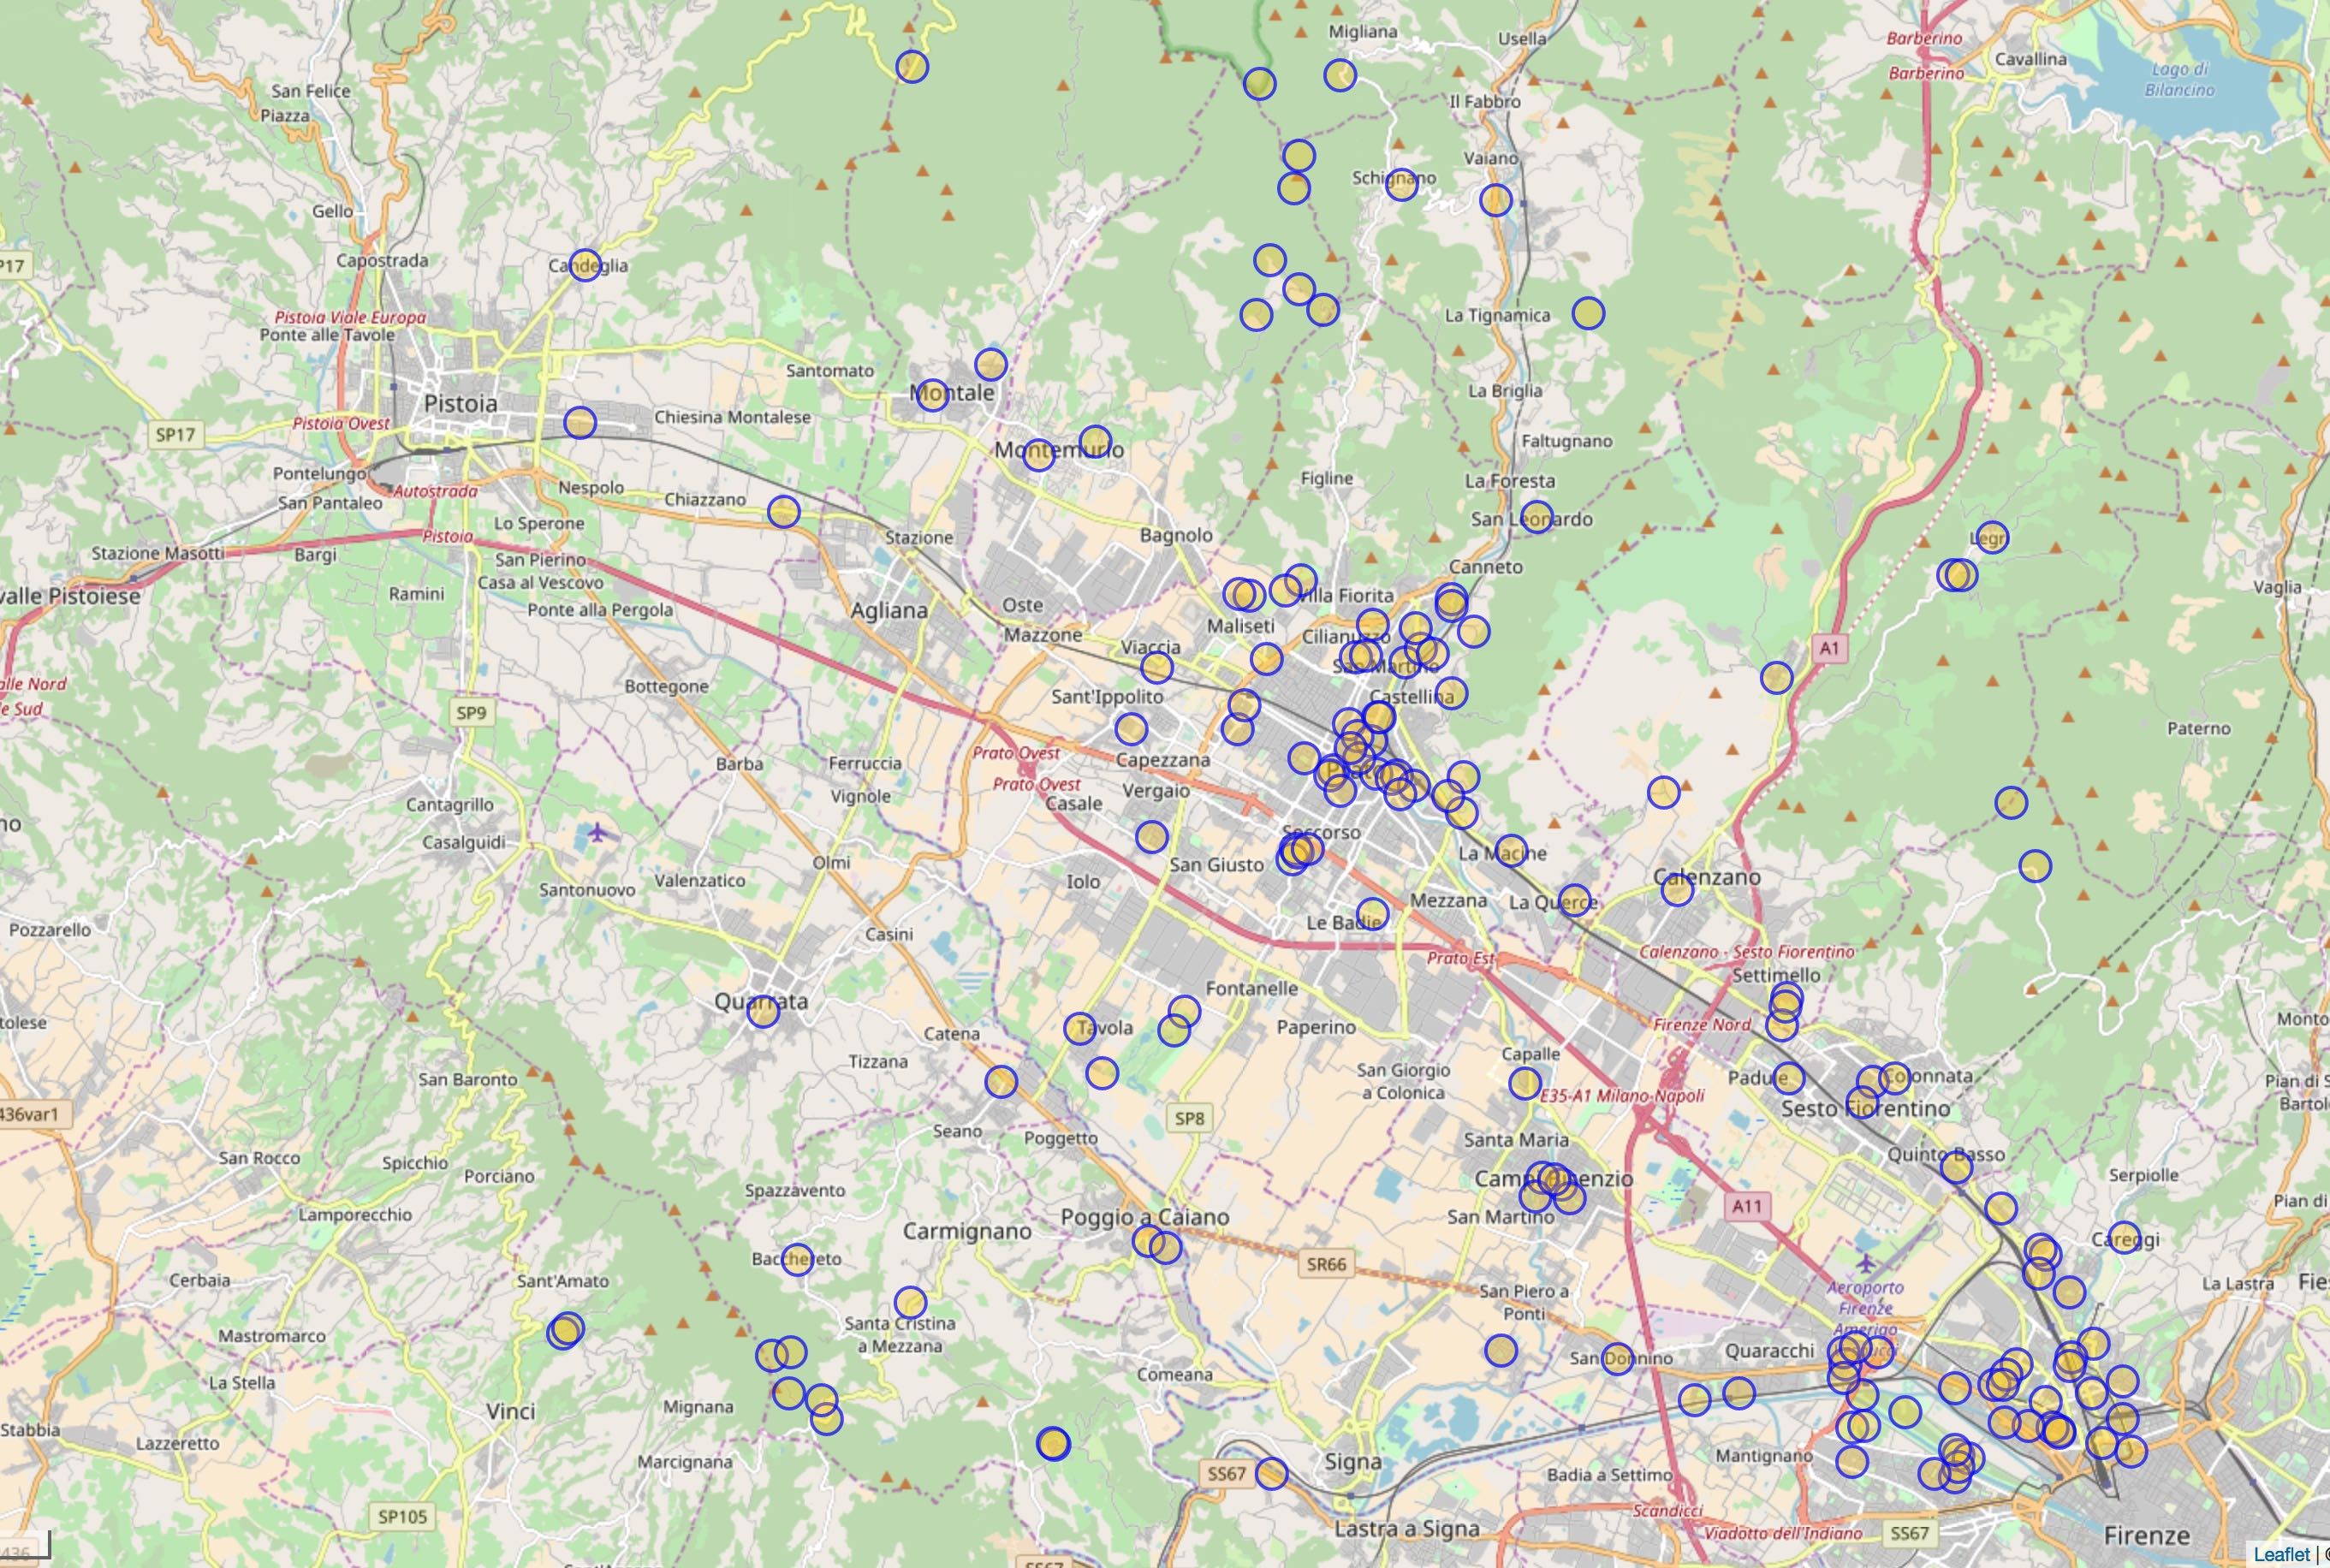 Migliana
Usella
Barberino
Cavallina
Barberino
Lago di
Bilancino
San Felice
Piazza
Il Fabbro
Vaiano
Schignano
Gello
Capostrada
Candeglia
SP17
Pistoia Viale Europa
Ponte alle Tavole
La Tignamica
Santomato
Montale
La Briglia
Pistoia
Chiesina Montalese
Pistoia Ovest
SP17
Montemurlo
Faltugnano
Pontelungo
Figline
La Foresta
Nespolo
Autostrada
San Pantaleo
Chiazzano
San Leonardo
Lo Sperone
Pistoia
Stazione
Bagnolo
Stazione Masotti
Bargi
San Pierino
Casa al Vescovo
Canneto
valle Pistoiese
Ramini
Ponte alla Pergola
Agliana
Oste
Villa Fiorita
Vaglia
Mazzone
Maliseti
Cilianuzzo
Viaccia
A1
San Martino
alle Nord
le Sud
Bottegone
Sant'Ippolito
Castellina
SP9
Paterno
Prato Ovest
Capezzana
Barba
Ferruccia
Prato Ovest
Vergaio
Casale
Vignole
Cantagrillo
no
Casalguidi
Soccorso
La Macine
San Giusto
Olmi
Calenzano
Valenzatico
Iolo
Santonuovo
Mezzana
La Querce
Pozzarello
Casini
Le Badie
Prato Est
Calenzano - Sesto Fiorentino
Settimello
Fontanelle
Quarrata
tolese
Tavola
Paperino
Firenze Nord
Monto
Catena
Tizzana
Capalle
San Giorgio
a Colonica
San Baronto
Padule
Colonnata
Pian di S
Bartol
E35-A1 Milano-Napoli
436var1
SP8
Sesto Fiorentino
Seano
Poggetto
Santa Maria
Quinto Basso
San Rocco
Spicchio
Porciano
Serpiolle
Spazzavento
A11
Pian di
Lamporecchio
Poggio a Caiano
San Martino
Carmignano
Careggi
Bacchereto
SR66
Cerbaia
Sant'Amato
San Piero a
Ponti
Aeroporto
Firenze
Amerigo
La Lastra
Fies
Mastromarco
Santa Cristina
a Mezzana
San Donnino
Quaracchi
La Stella
Comeana
Vinci
Mignana
Stabbia
Lazzeretto
Marcignana
SS67
Signa
Badia a Settimo
Mantignano
SP105
Scandicci
Lastra a Signa
Viadotto dell'Indiano
SS67
Firenze
436
SS67
Leaflet | ©